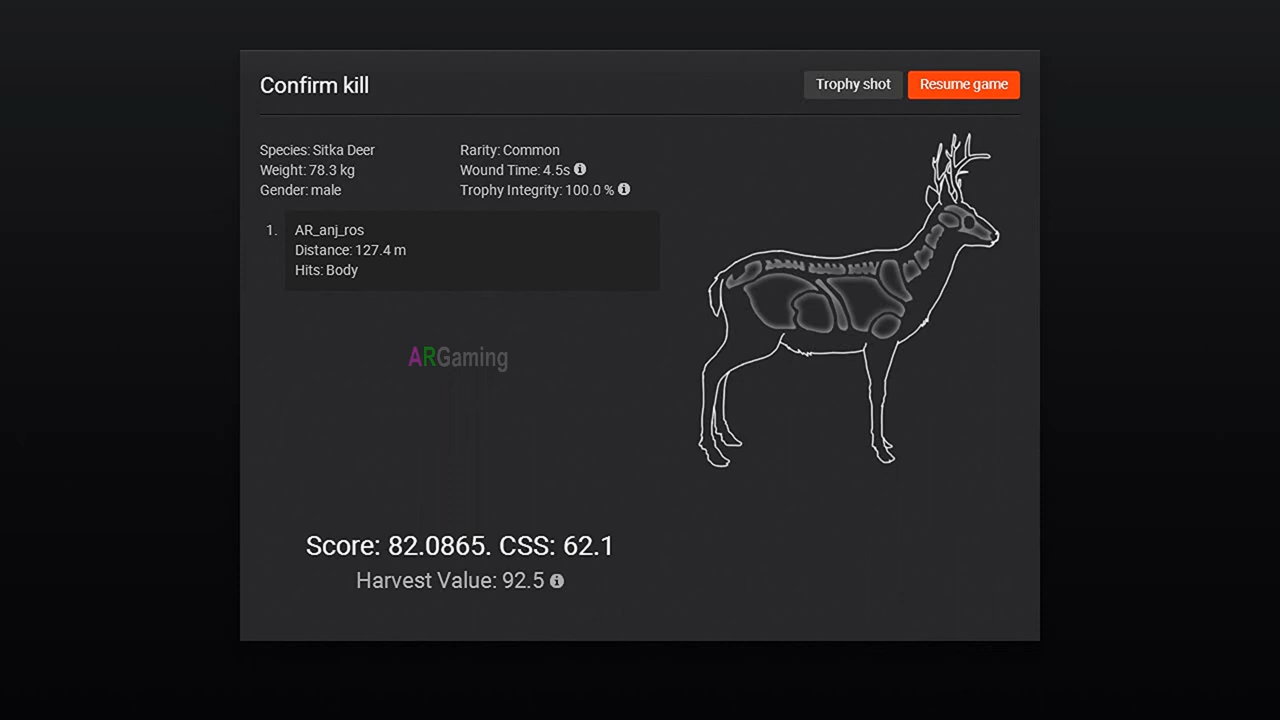 Confirm kill
Trophy shot
Resume game
Species: Sitka Deer
Weight: 78.3 kg
Gender: male
Rarity: Common
Wound Time: 4.5s
Trophy Integrity: 100.0 %
1.
AR_anj_ros
Distance: 127.4 m
Hits: Body
ARGaming
Score: 82.0865. CSS: 62.1
Harvest Value: 92.5